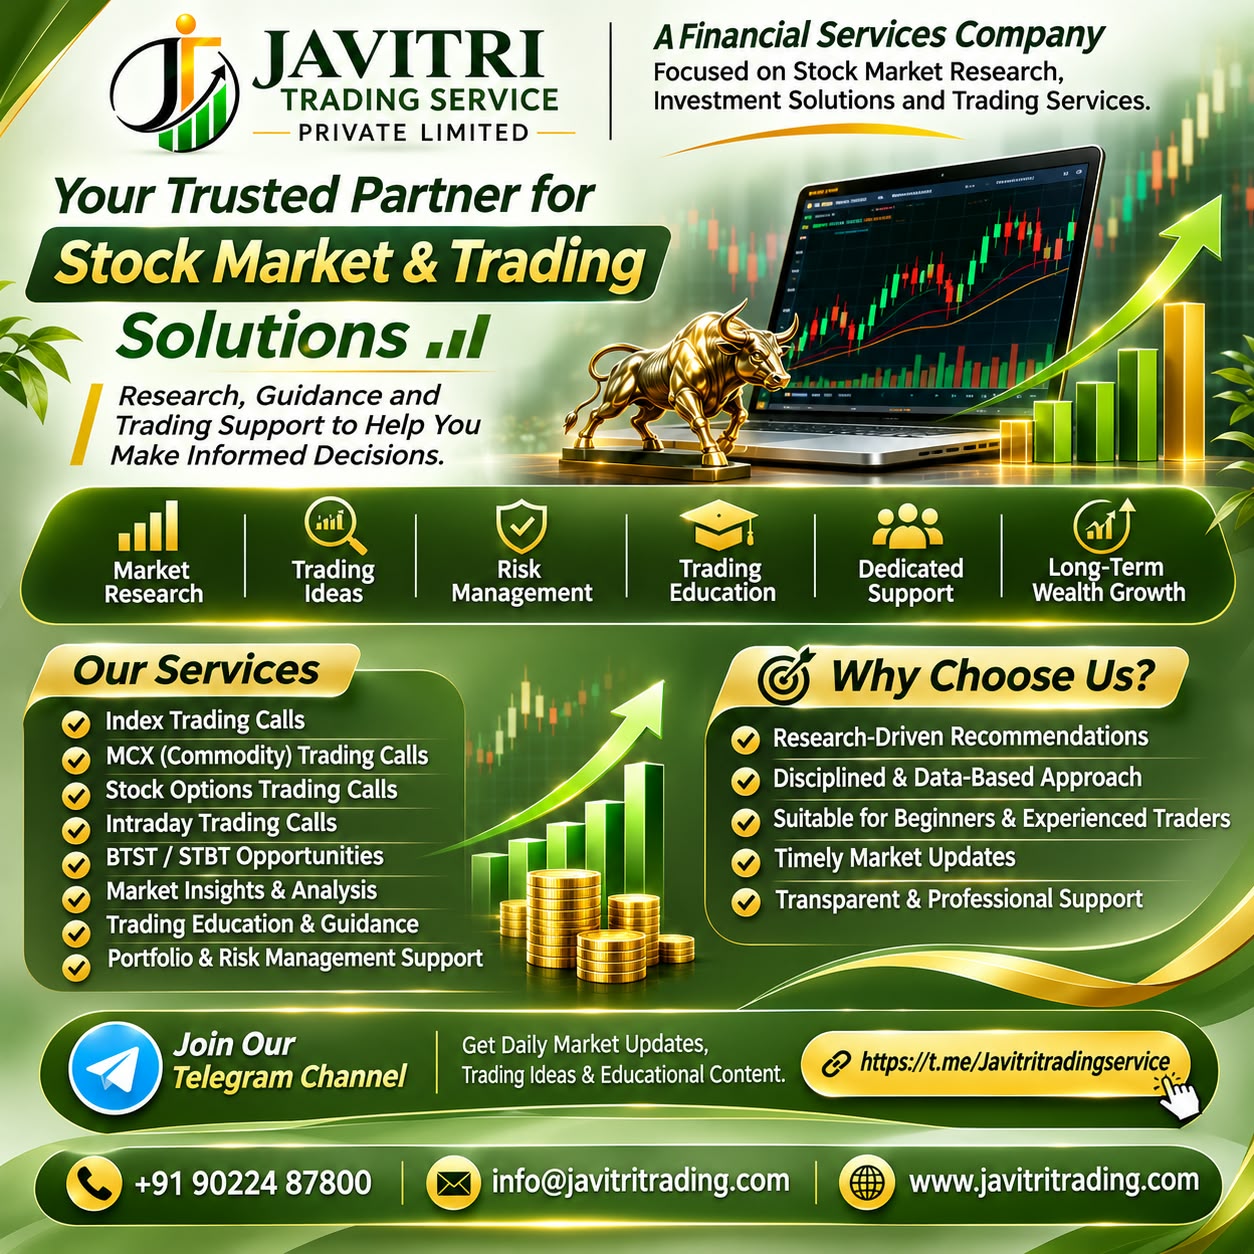 JAVITRI
TRADING SERVICE
PRIVATE LIMITED
A Financial Services Company
Focused on Stock Market Research,
Investment Solutions and Trading Services.
Your Trusted Partner for
Stock Market & Trading
Solutions
Research, Guidance and
Trading Support to Help You
Make Informed Decisions.
Market
Research
Trading
Ideas
Risk
Management
Trading
Education
Dedicated
Support
Long-Term
Wealth Growth
Our Services
Index Trading Calls
MCX (Commodity) Trading Calls
Stock Options Trading Calls
Intraday Trading Calls
BTST / STBT Opportunities
Market Insights & Analysis
Trading Education & Guidance
Portfolio & Risk Management Support
Why Choose Us?
Research-Driven Recommendations
Disciplined & Data-Based Approach
Suitable for Beginners & Experienced Traders
Timely Market Updates
Transparent & Professional Support
Join Our
Telegram Channel
Get Daily Market Updates,
Trading Ideas & Educational Content.
https://t.me/Javitritradingservice
+91 90224 87800
info@javitritrading.com
www.javitritrading.com